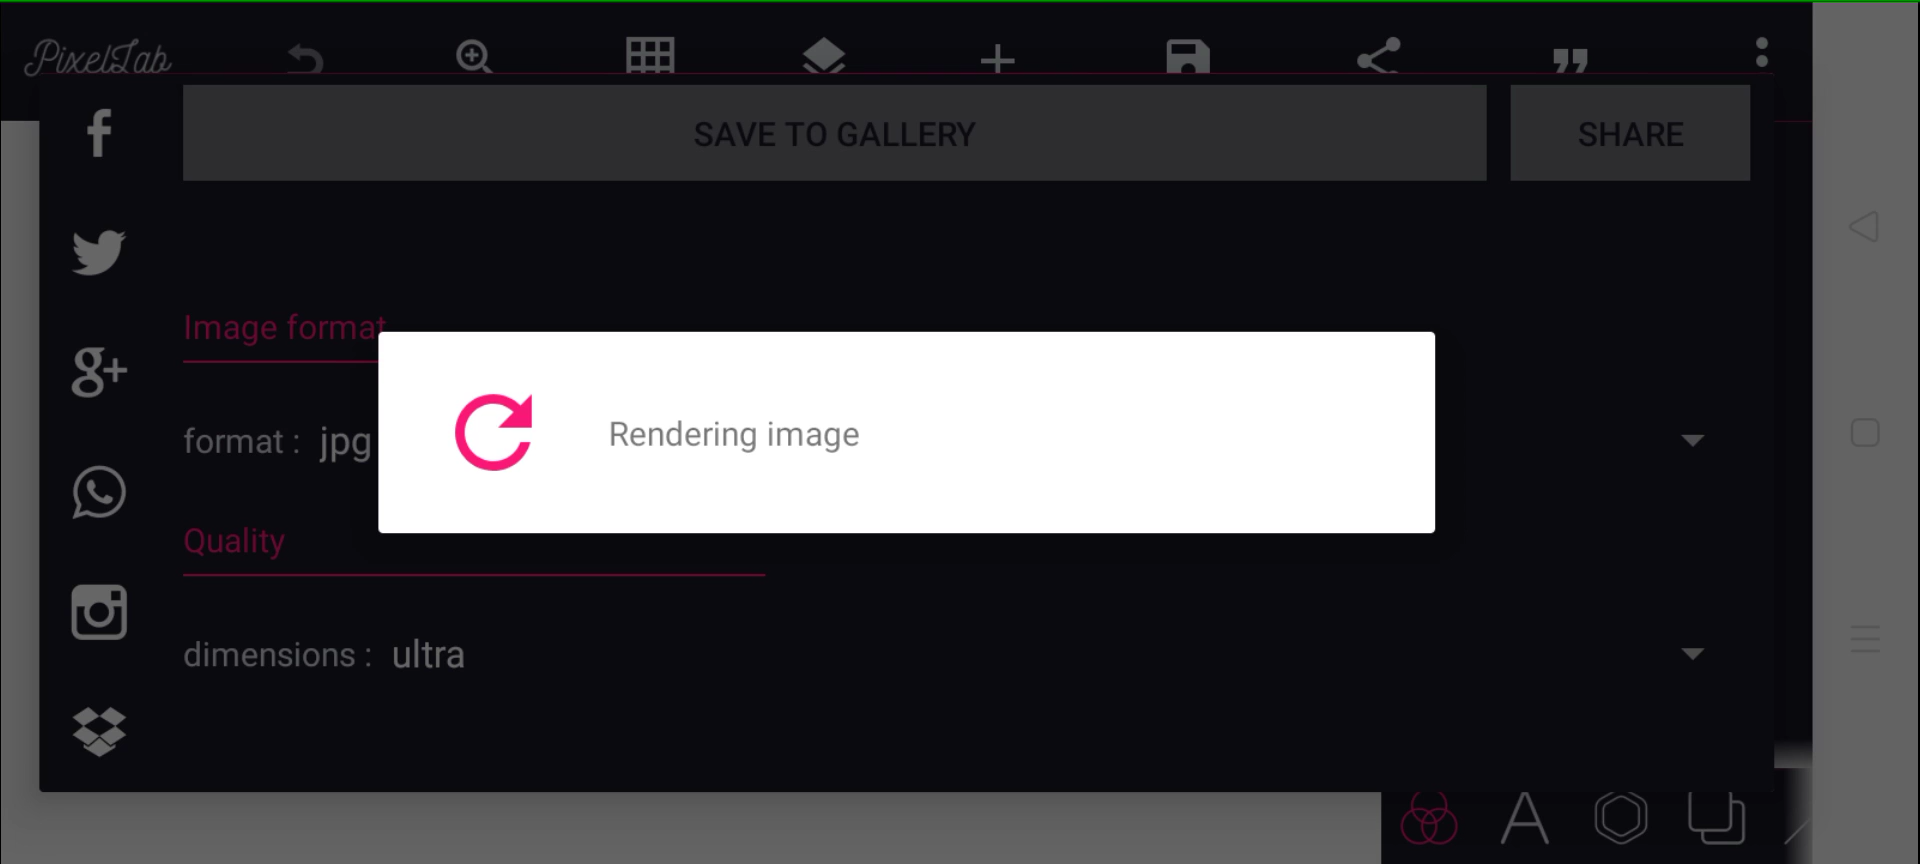 PixelLab
SAVE TO GALLERY
SHARE
Image format
format : jpg
Rendering image
Quality
dimensions : ultra